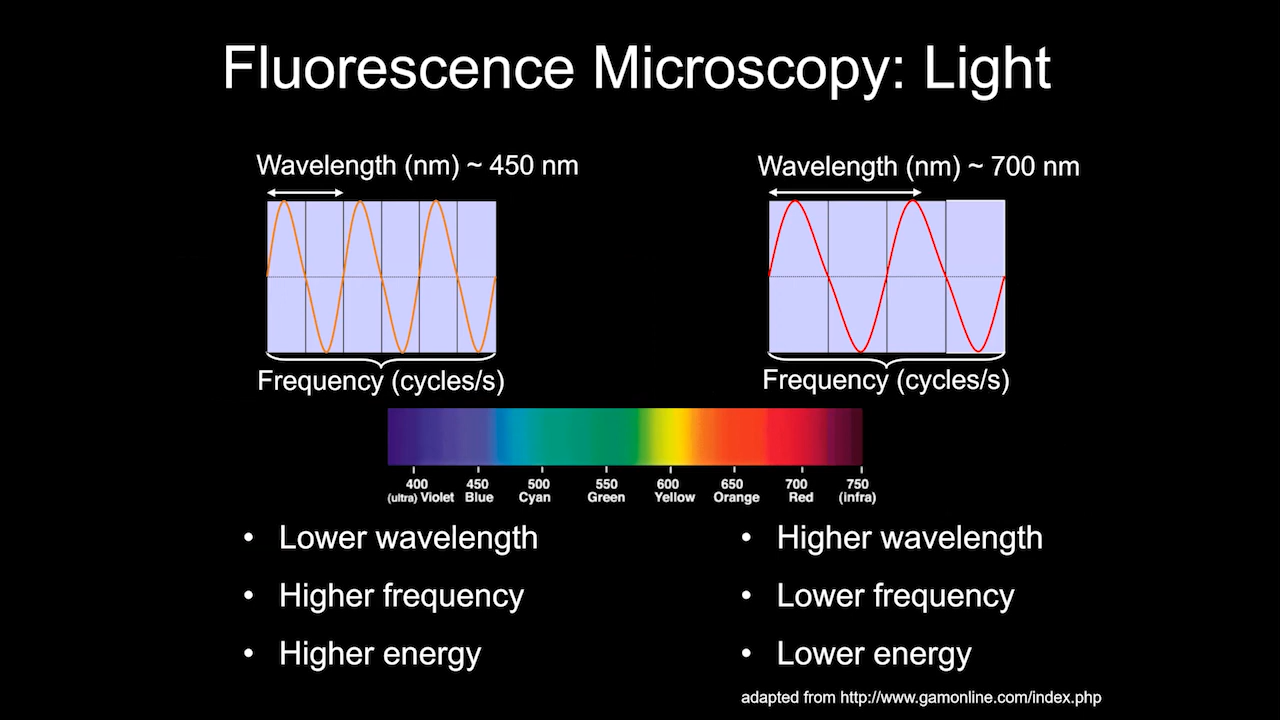 Fluorescence Microscopy: Light
Wavelength (nm) ~ 450 nm
Wavelength (nm) ~ 700 nm
Frequency (cycles/s)
Frequency (cycles/s)
400 450 500 550 600 650 700 750
(ultra) Violet Blue Cyan Green Yellow Orange Red (infra)
• Lower wavelength
• Higher frequency
• Higher energy
• Higher wavelength
• Lower frequency
• Lower energy
adapted from http://www.gamonline.com/index.php